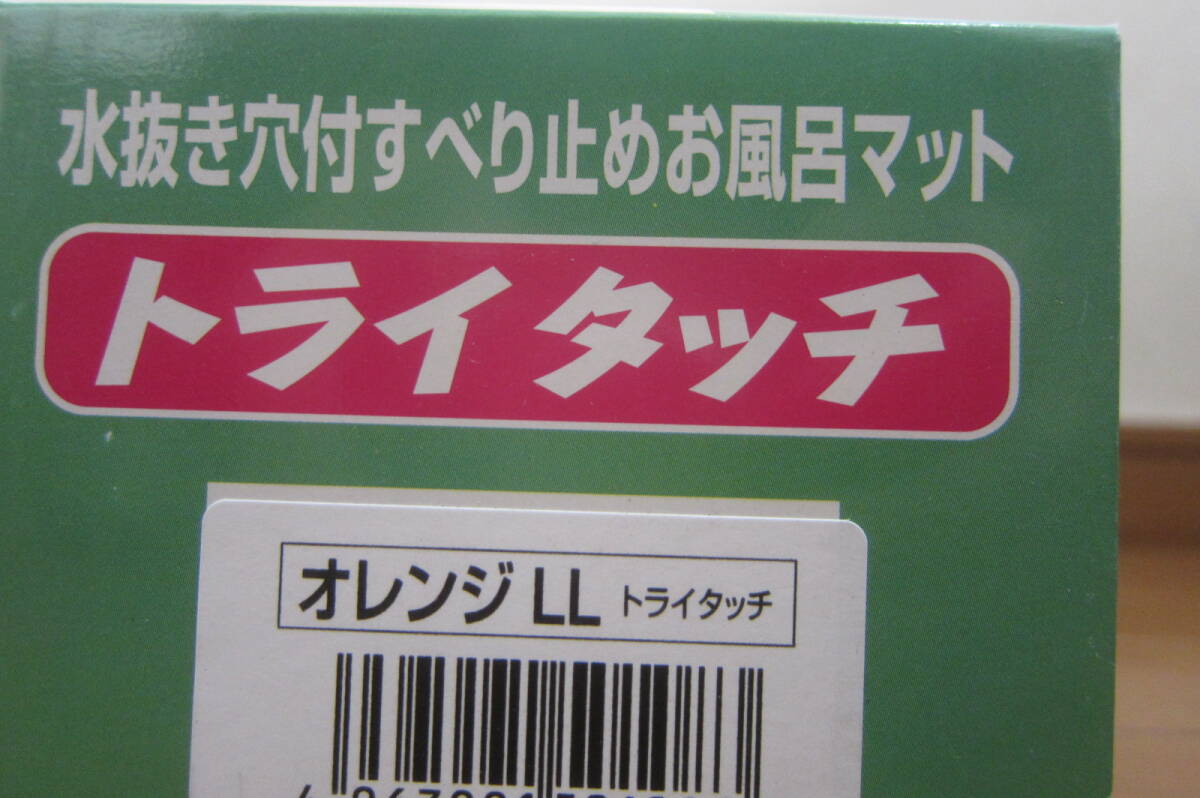 水抜き穴付すべり止めお風呂マット
トライタッチ
オレンジ LL トライタッチ